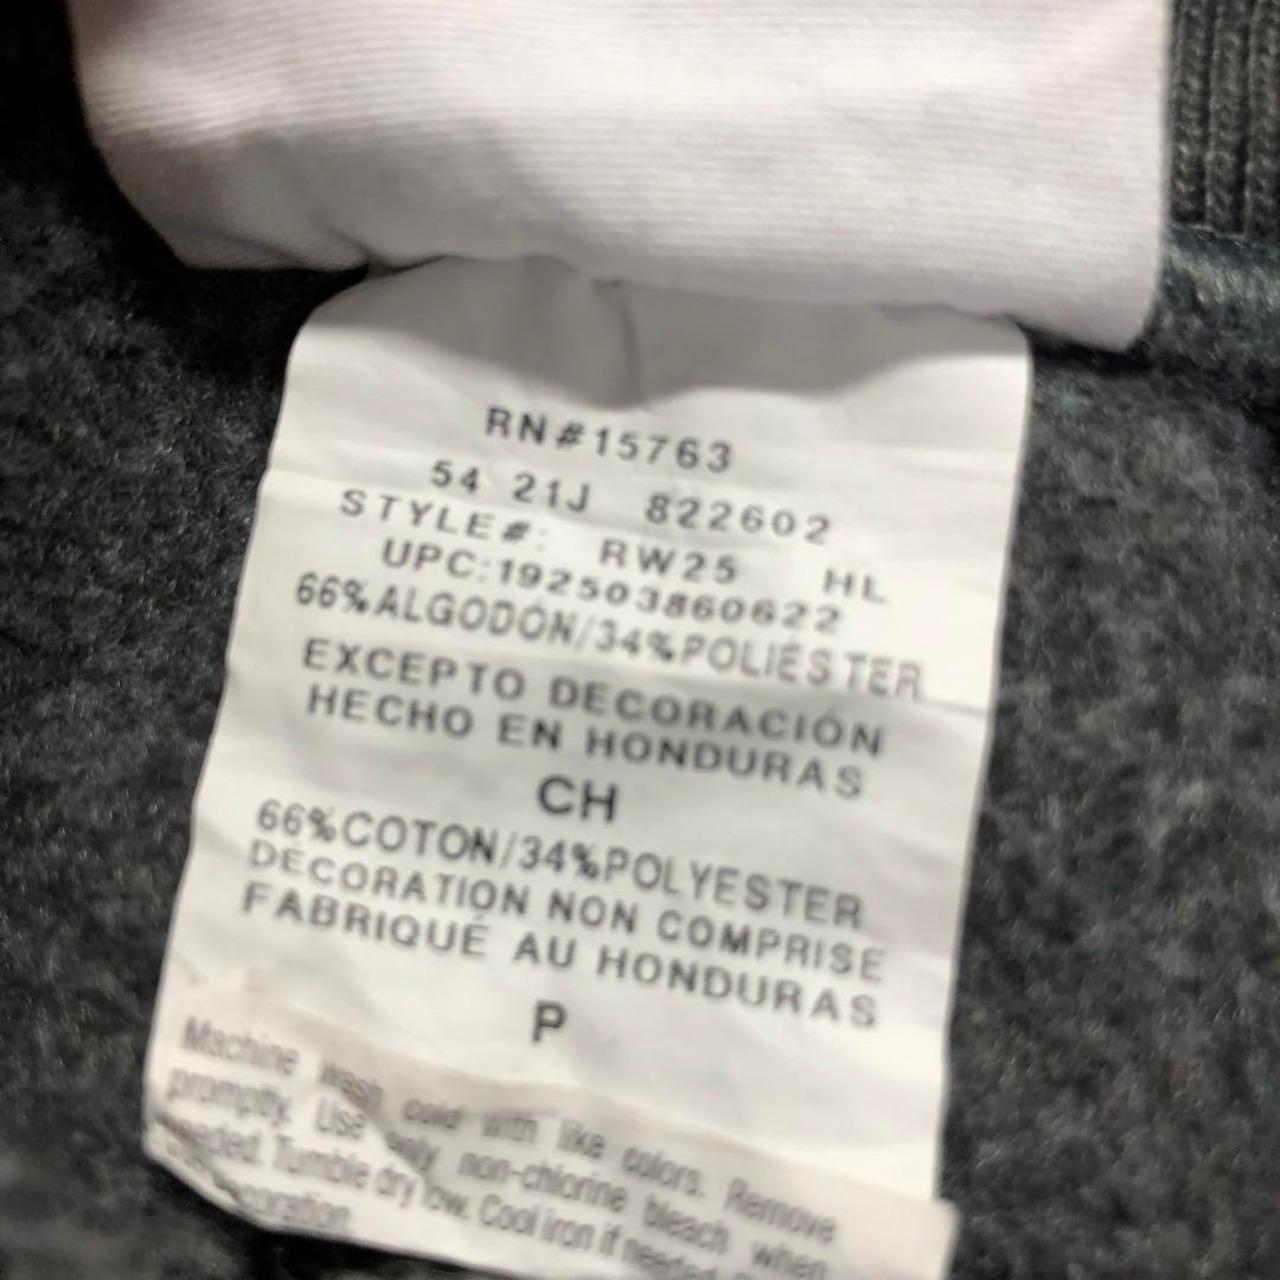 RN#15763
54 21J 822602
STYLE#: RW25 HL
UPC:192503860622
66%ALGODÓN/34%POLIÉSTER
EXCEPTO DECORACIÓN
HECHO EN HONDURAS
CH
66%COTON/34%POLYESTER
DÉCORATION NON COMPRISE
FABRIQUÉ AU HONDURAS
P
Machine wash cold with like colors. Remove
promptly. Use only non-chlorine bleach when
needed. Tumble dry low. Cool iron if needed.